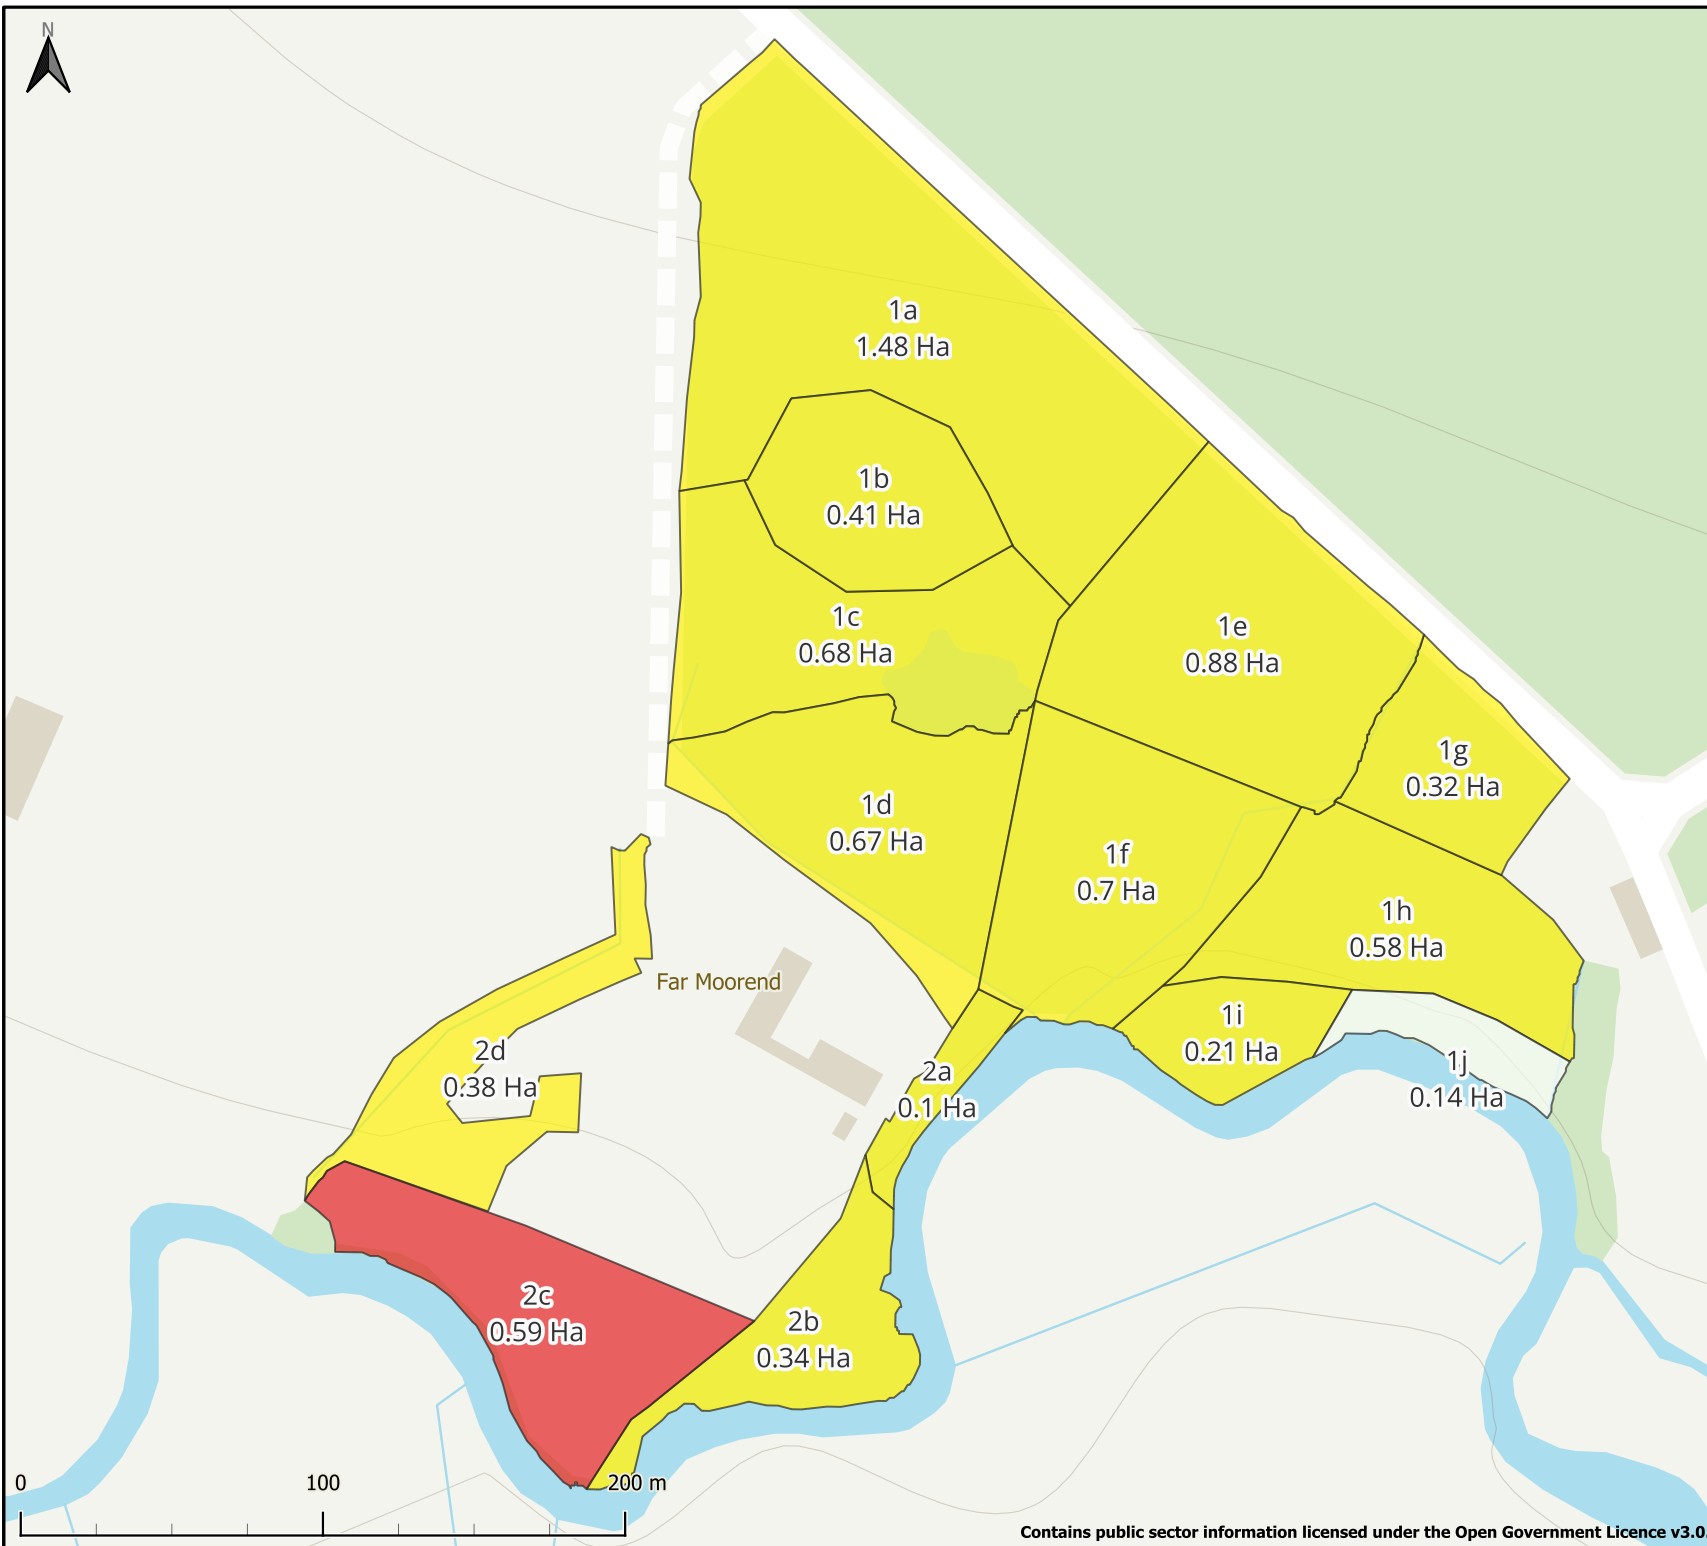 N
1a
1.48 Ha
1b
0.41 Ha
1c
0.68 Ha
1e
0.88 Ha
1g
0.32 Ha
1d
0.67 Ha
1f
0.7 Ha
1h
0.58 Ha
Far Moorend
1i
0.21 Ha
2d
0.38 Ha
2a
0.1 Ha
1j
0.14 Ha
2c
0.59 Ha
2b
0.34 Ha
0 100 200 m
Contains public sector information licensed under the Open Government Licence v3.0.